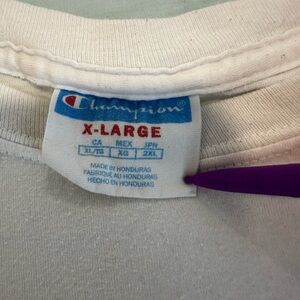 Champion
X-LARGE
CA MEX JPN
XL/TG XG 2XL
MADE IN HONDURAS
FABRIQUÉ AU HONDURAS
HECHO EN HONDURAS